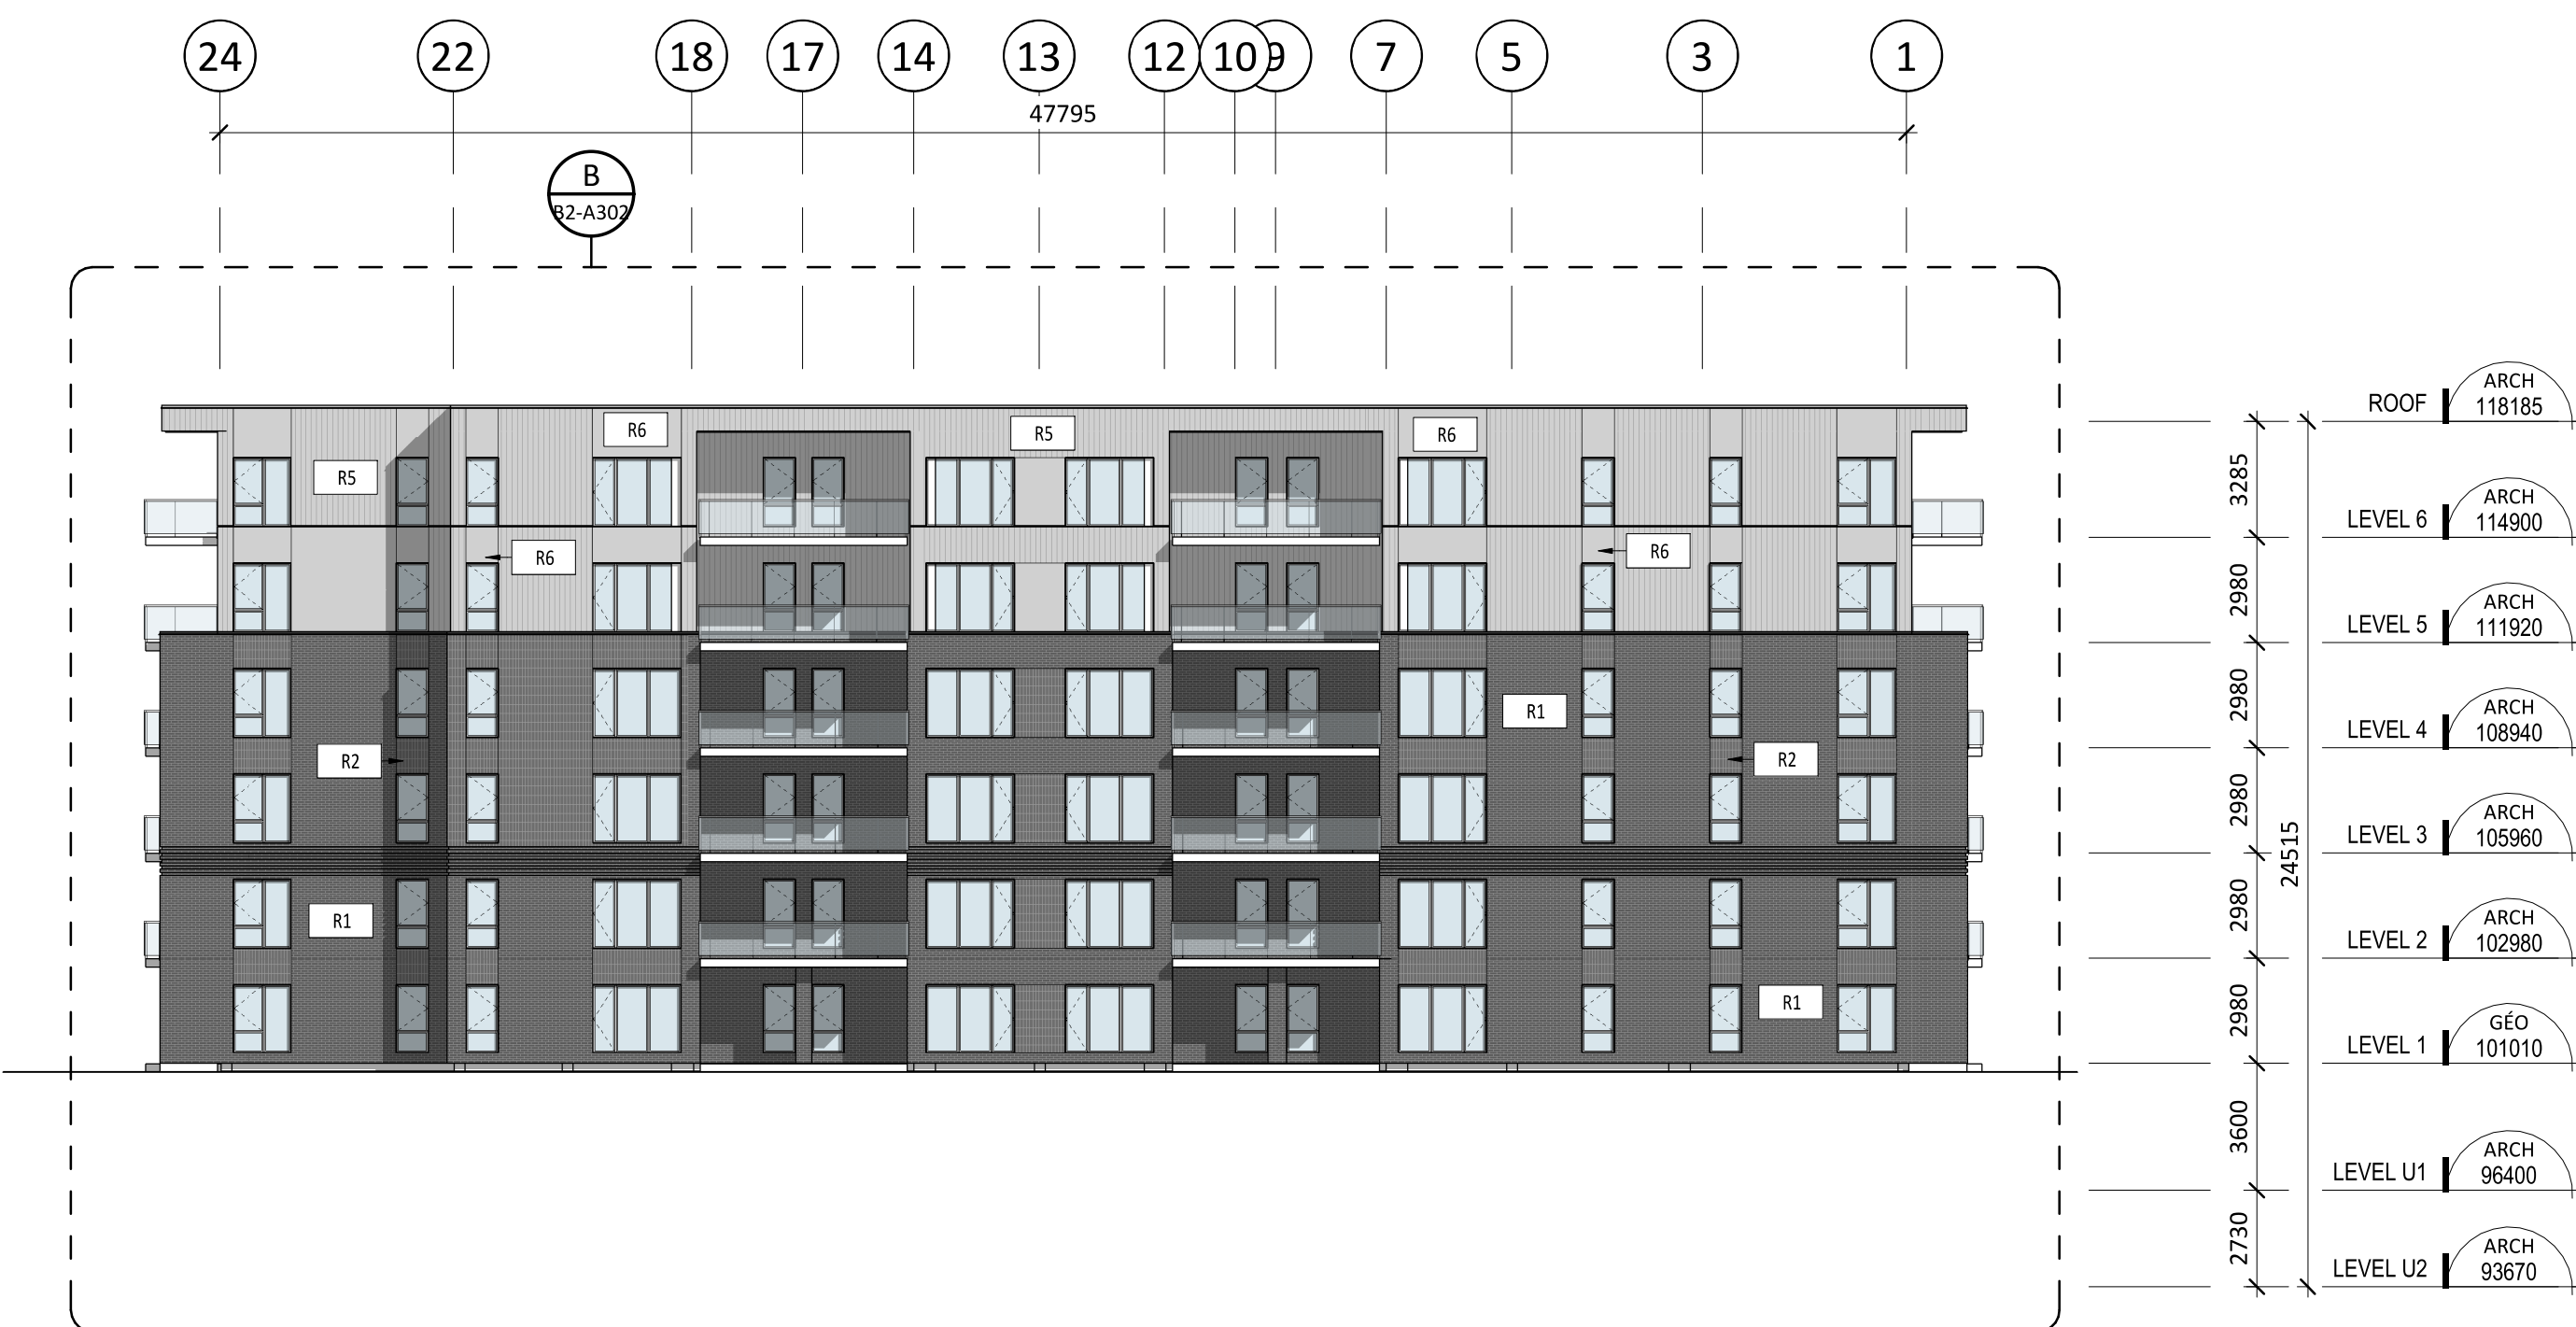 24 22 18 17 14 13 12 10 9 7 5 3 1
47795
B
B2-A302
ROOF ARCH 118185
3285
LEVEL 6 ARCH 114900
2980
LEVEL 5 ARCH 111920
2980
LEVEL 4 ARCH 108940
2980
LEVEL 3 ARCH 105960
2980
LEVEL 2 ARCH 102980
2980
LEVEL 1 GÉO 101010
3600
LEVEL U1 ARCH 96400
2730
LEVEL U2 ARCH 93670
24515
R6 R5 R6
R5
R6 R6
R1
R2 R2
R1
R1